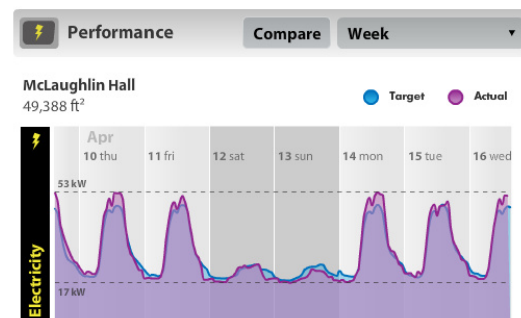 Performance
Compare
Week
McLaughlin Hall
49,388 ft²
Target
Actual
Apr
10 thu
11 fri
12 sat
13 sun
14 mon
15 tue
16 wed
53 kW
17 kW
Electricity